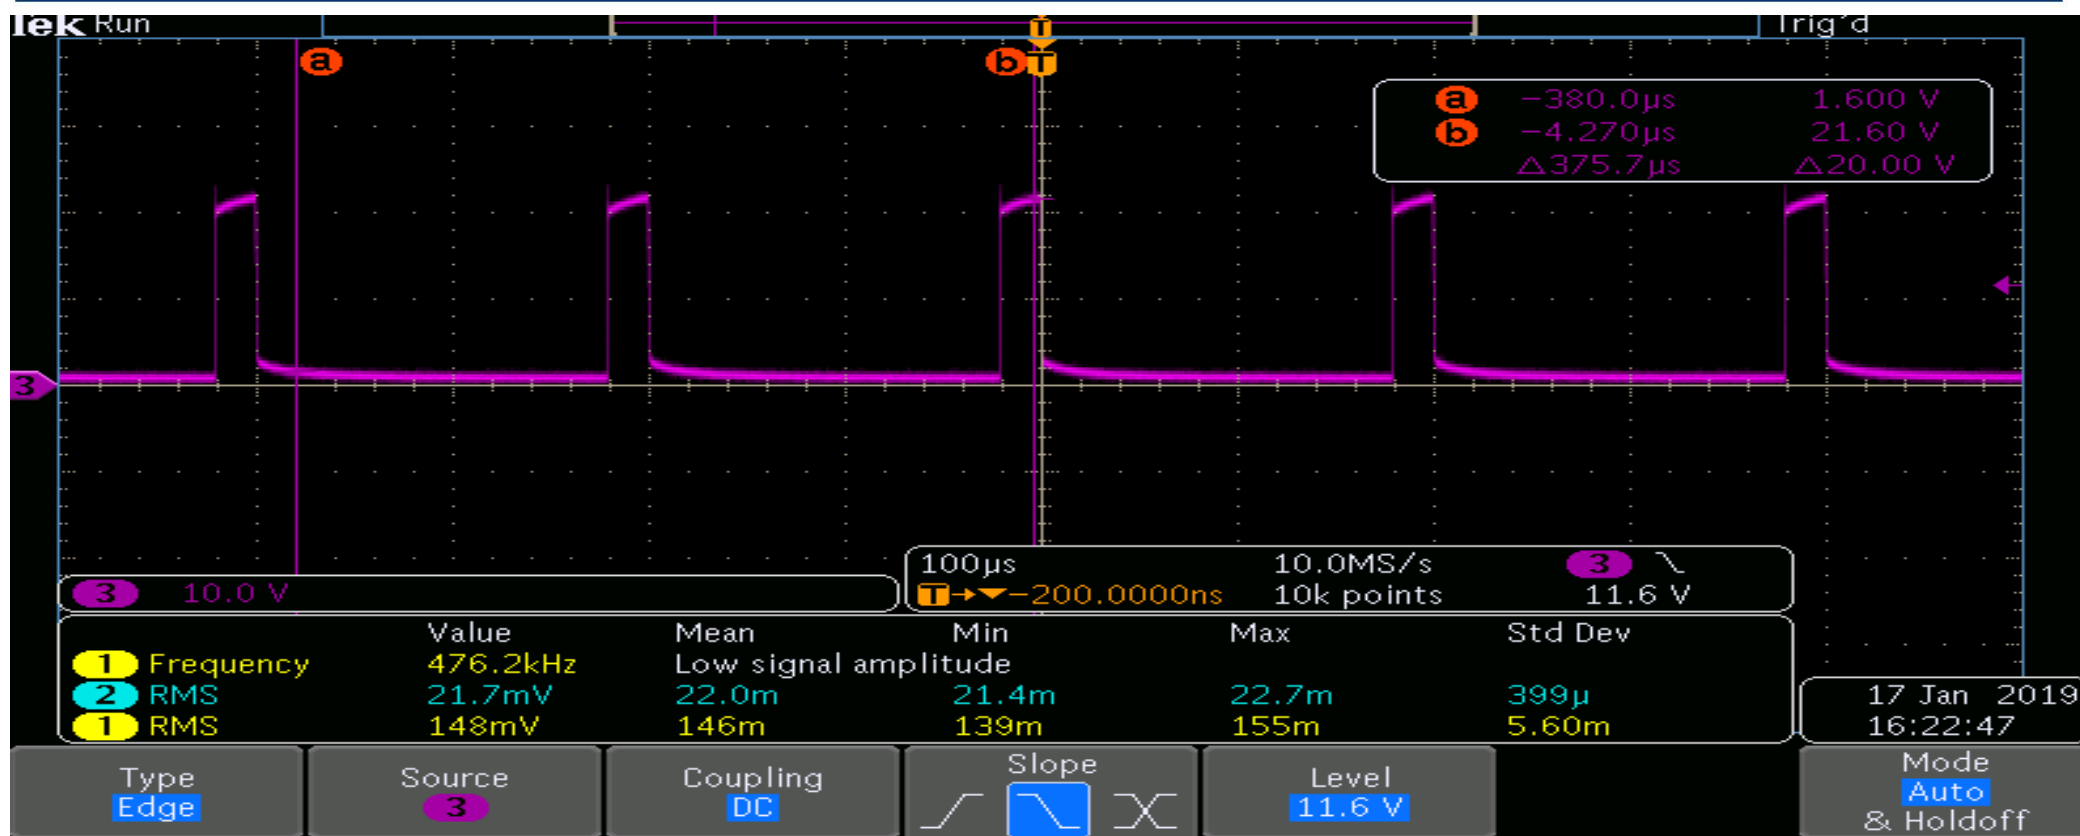 Tek Run Trig'd
a b T
T
a -380.0µs 1.600 V
b -4.270µs 21.60 V
△375.7µs △20.00 V
3
100µs 10.0MS/s 3
3 10.0 V
T→▼-200.0000ns 10k points 11.6 V
Value Mean Min Max Std Dev
1 Frequency 476.2kHz Low signal amplitude
2 RMS 21.7mV 22.0m 21.4m 22.7m 399µ
1 RMS 148mV 146m 139m 155m 5.60m
17 Jan 2019
16:22:47
Type
Edge
Source
3
Coupling
DC
Slope
Level
11.6 V
Mode
Auto
& Holdoff